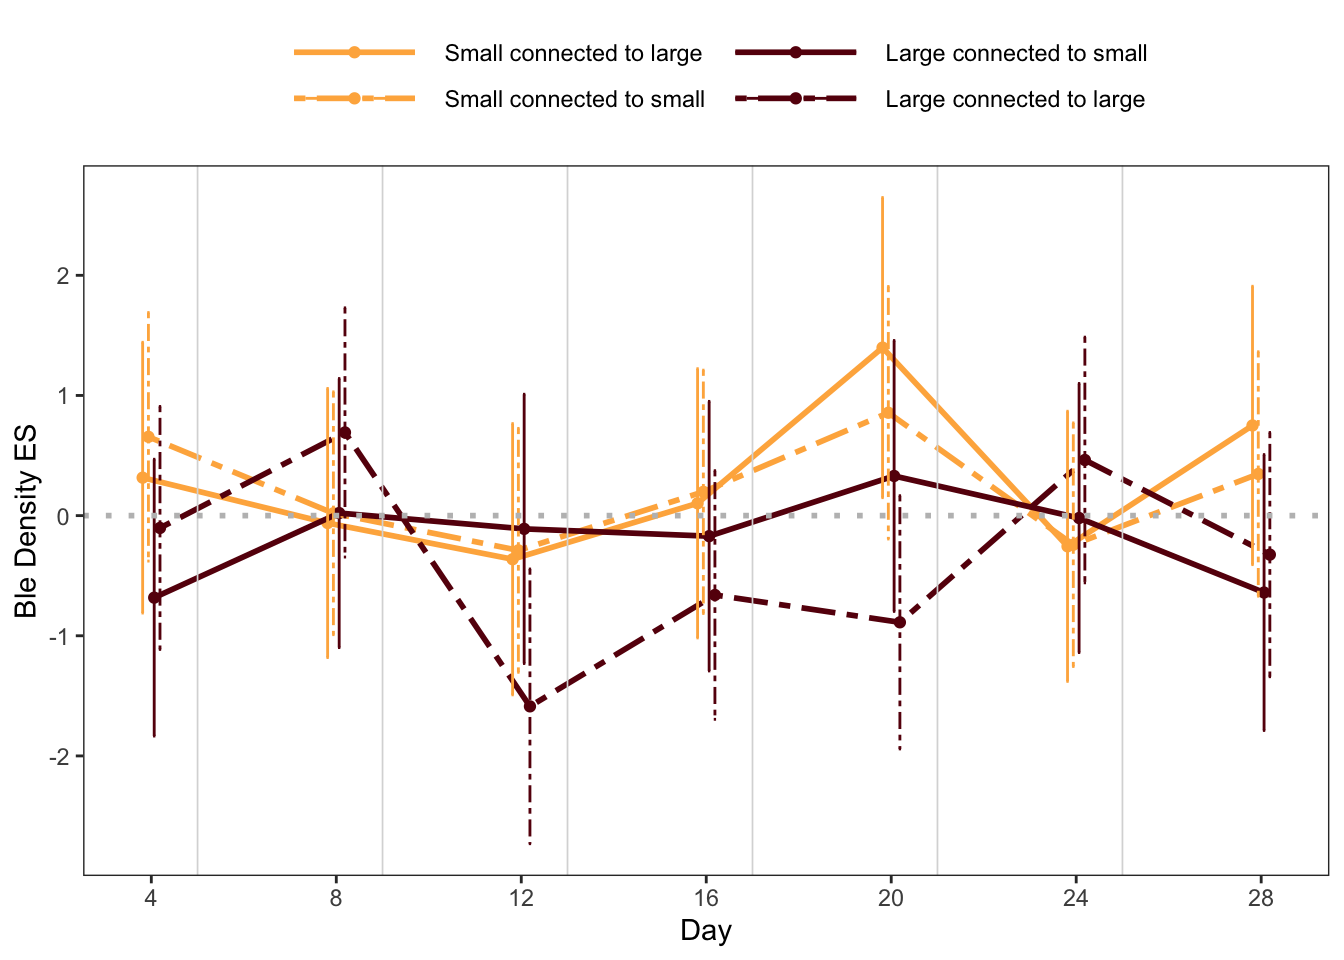 Small connected to large
Large connected to small
Small connected to small
Large connected to large
Ble Density ES
2
1
0
-1
-2
4
8
12
16
20
24
28
Day